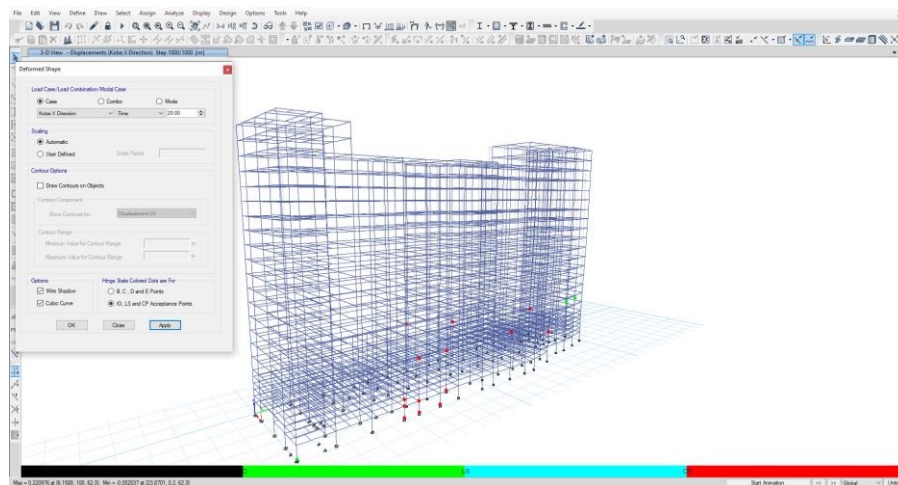 File Edit View Define Draw Select Assign Analyze Display Design Options Tools Help
3-D View - Displacements (Kobe X Direction) Step 1000/1000 [m]
Deformed Shape
Load Case/Load Combination/Modal Case
Case Combo Mode
Kobe X Direction Time 20.00
Scaling
Automatic
User Defined Scale Factor
Contour Options
Draw Contours on Objects
Contour Component
Show Contours for Displacement UX
Contour Range
Minimum Value for Contour Range m
Maximum Value for Contour Range m
Options Hinge State Colored Dots are For
Wire Shadow B, C, D and E Points
Cubic Curve IO, LS and CP Acceptance Points
OK Close Apply
Start Animation << >> Global Units